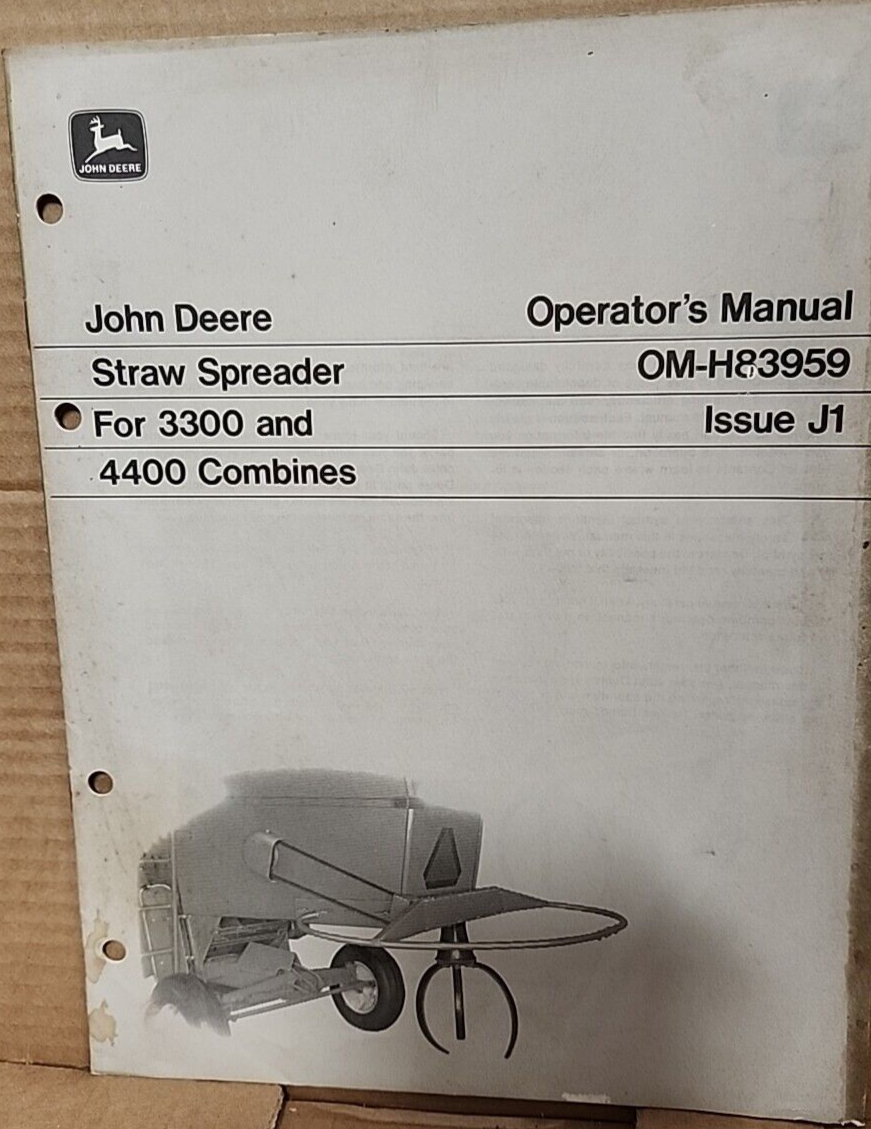 JOHN DEERE
John Deere Operator's Manual
Straw Spreader OM-H83959
For 3300 and Issue J1
4400 Combines